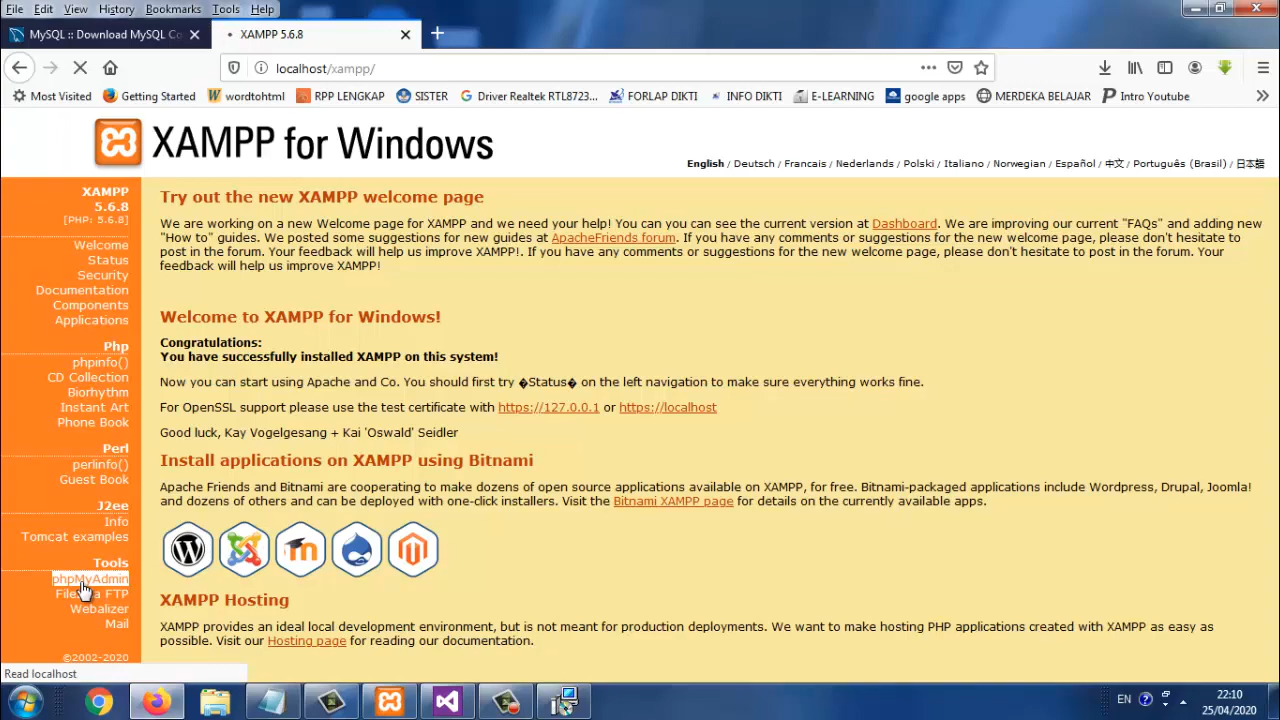 File Edit View History Bookmarks Tools Help
MySQL :: Download MySQL Co
XAMPP 5.6.8
localhost/xampp/
Most Visited Getting Started wordtohtml RPP LENGKAP SISTER Driver Realtek RTL8723... FORLAP DIKTI INFO DIKTI E-LEARNING google apps MERDEKA BELAJAR Intro Youtube
XAMPP for Windows
English / Deutsch / Francais / Nederlands / Polski / Italiano / Norwegian / Español / 中文 / Português (Brasil) / 日本語
XAMPP
5.6.8
[PHP: 5.6.8]
Welcome
Status
Security
Documentation
Components
Applications
Php
phpinfo()
CD Collection
Biorhythm
Instant Art
Phone Book
Perl
perlinfo()
Guest Book
J2ee
Info
Tomcat examples
Tools
phpMyAdmin
FTP
Webalizer
Mail
©2002-2020
Try out the new XAMPP welcome page
We are working on a new Welcome page for XAMPP and we need your help! You can you can see the current version at Dashboard. We are improving our current "FAQs" and adding new
"How to" guides. We posted some suggestions for new guides at ApacheFriends forum. If you have any comments or suggestions for the new welcome page, please don't hesitate to
post in the forum. Your feedback will help us improve XAMPP!. If you have any comments or suggestions for the new welcome page, please don't hesitate to post in the forum. Your
feedback will help us improve XAMPP!
Welcome to XAMPP for Windows!
Congratulations:
You have successfully installed XAMPP on this system!
Now you can start using Apache and Co. You should first try �Status� on the left navigation to make sure everything works fine.
For OpenSSL support please use the test certificate with https://127.0.0.1 or https://localhost
Good luck, Kay Vogelgesang + Kai 'Oswald' Seidler
Install applications on XAMPP using Bitnami
Apache Friends and Bitnami are cooperating to make dozens of open source applications available on XAMPP, for free. Bitnami-packaged applications include Wordpress, Drupal, Joomla!
and dozens of others and can be deployed with one-click installers. Visit the Bitnami XAMPP page for details on the currently available apps.
XAMPP Hosting
XAMPP provides an ideal local development environment, but is not meant for production deployments. We want to make hosting PHP applications created with XAMPP as easy as
possible. Visit our Hosting page for reading our documentation.
Read localhost
EN
22:10
25/04/2020